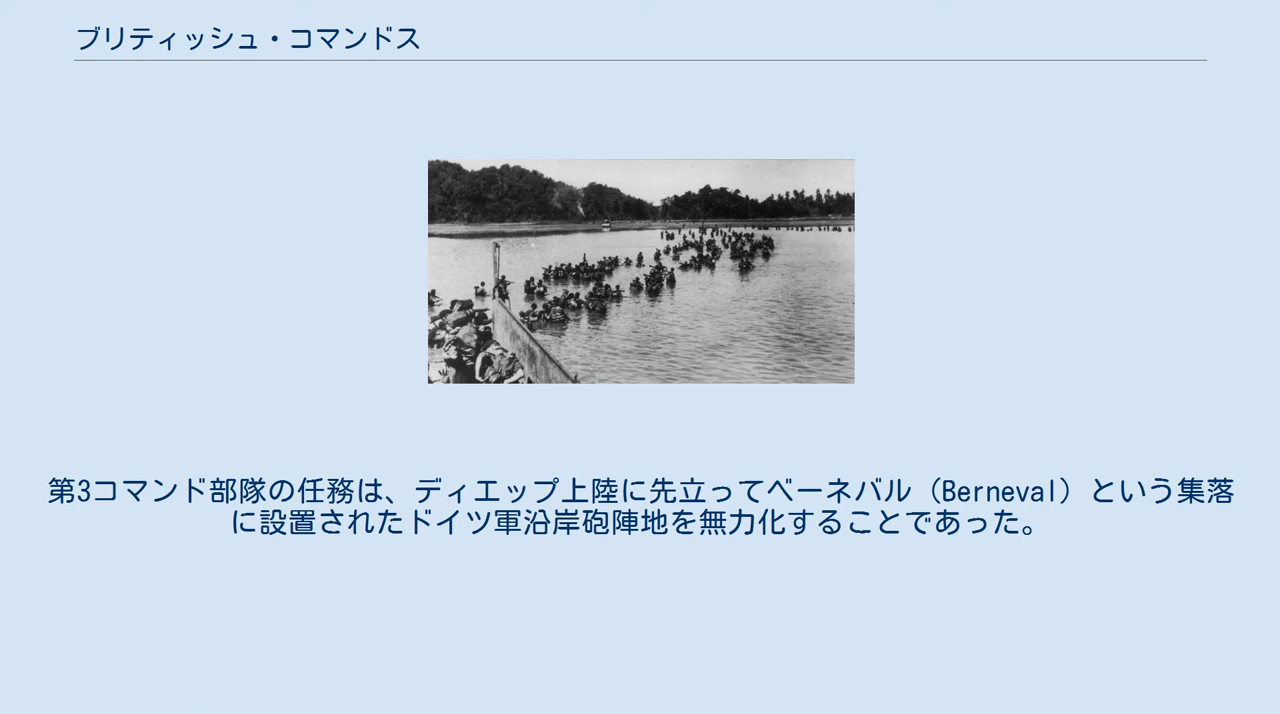 ブリティッシュ・コマンドス
第3コマンド部隊の任務は、ディエップ上陸に先立ってベーネバル（Berneval）という集落
に設置されたドイツ軍沿岸砲陣地を無力化することであった。